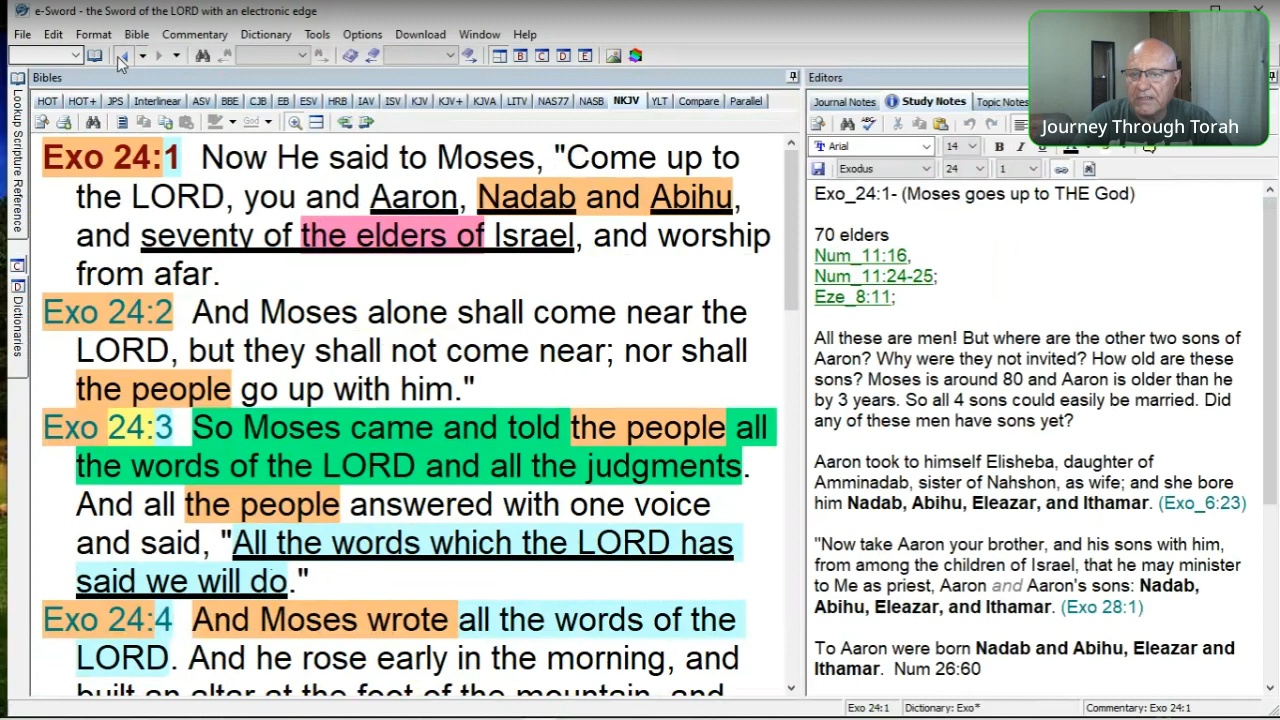 e-Sword - the Sword of the LORD with an electronic edge
File Edit Format Bible Commentary Dictionary Tools Options Download Window Help
B C D E
Bibles
Editors
Lookup Scripture Reference
C
D Dictionaries
HOT HOT+ JPS Interlinear ASV BBE CJB EB ESV HRB IAV ISV KJV KJV+ KJVA LITV NAS77 NASB NKJV YLT Compare Parallel
God
Exo 24:1 Now He said to Moses, "Come up to
the LORD, you and Aaron, Nadab and Abihu,
and seventy of the elders of Israel, and worship
from afar.
Exo 24:2 And Moses alone shall come near the
LORD, but they shall not come near; nor shall
the people go up with him."
Exo 24:3 So Moses came and told the people all
the words of the LORD and all the judgments.
And all the people answered with one voice
and said, "All the words which the LORD has
said we will do."
Exo 24:4 And Moses wrote all the words of the
LORD. And he rose early in the morning, and
built an altar at the foot of the mountain, and
Journal Notes Study Notes Topic Notes
Arial 14 B I U
Exodus 24 1
Exo_24:1- (Moses goes up to THE God)
70 elders
Num_11:16,
Num_11:24-25;
Eze_8:11;
All these are men! But where are the other two sons of
Aaron? Why were they not invited? How old are these
sons? Moses is around 80 and Aaron is older than he
by 3 years. So all 4 sons could easily be married. Did
any of these men have sons yet?
Aaron took to himself Elisheba, daughter of
Amminadab, sister of Nahshon, as wife; and she bore
him Nadab, Abihu, Eleazar, and Ithamar. (Exo_6:23)
"Now take Aaron your brother, and his sons with him,
from among the children of Israel, that he may minister
to Me as priest, Aaron and Aaron's sons: Nadab,
Abihu, Eleazar, and Ithamar. (Exo 28:1)
To Aaron were born Nadab and Abihu, Eleazar and
Ithamar. Num 26:60
Journey Through Torah
Exo 24:1 Dictionary: Exo* Commentary: Exo 24:1